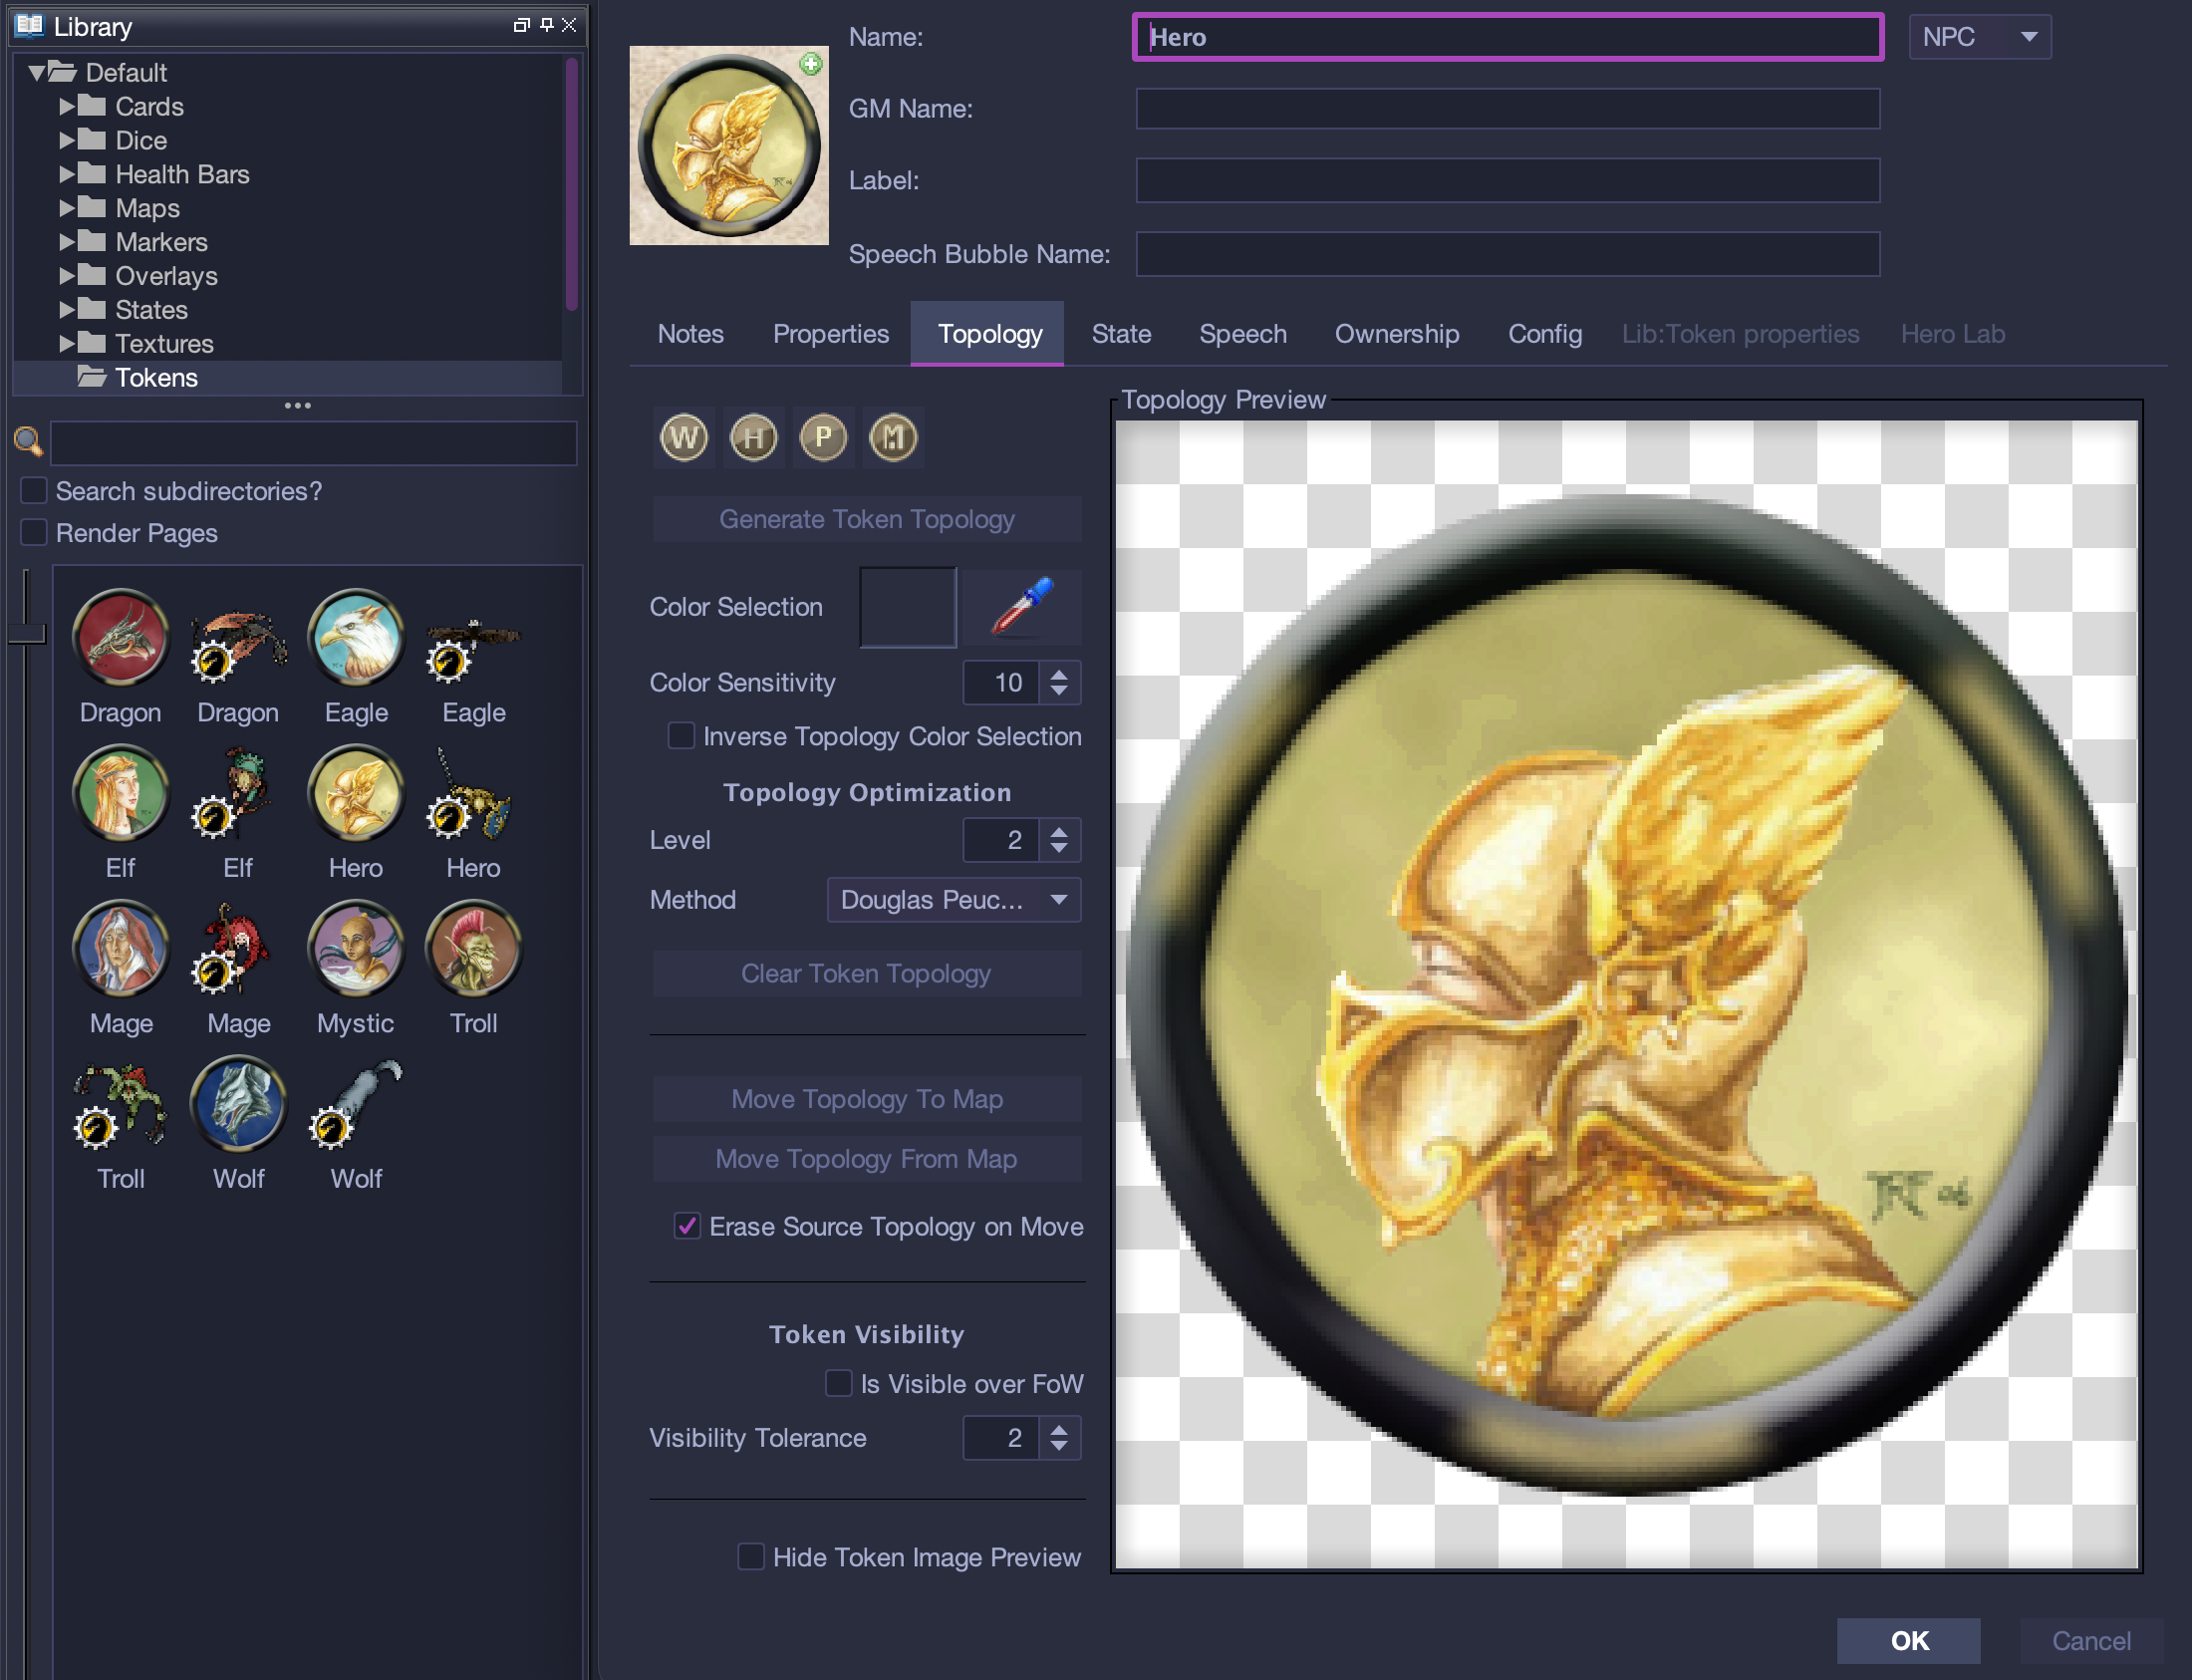 Library
Default
Cards
Dice
Health Bars
Maps
Markers
Overlays
States
Textures
Tokens
Search subdirectories?
Render Pages
Dragon Dragon Eagle Eagle
Elf Elf Hero Hero
Mage Mage Mystic Troll
Troll Wolf Wolf
Name: Hero NPC
GM Name:
Label:
Speech Bubble Name:
Notes Properties Topology State Speech Ownership Config Lib:Token properties Hero Lab
W H P M
Generate Token Topology
Color Selection
Color Sensitivity 10
Inverse Topology Color Selection
Topology Optimization
Level 2
Method Douglas Peuc...
Clear Token Topology
Move Topology To Map
Move Topology From Map
Erase Source Topology on Move
Token Visibility
Is Visible over FoW
Visibility Tolerance 2
Hide Token Image Preview
Topology Preview
06
OK Cancel